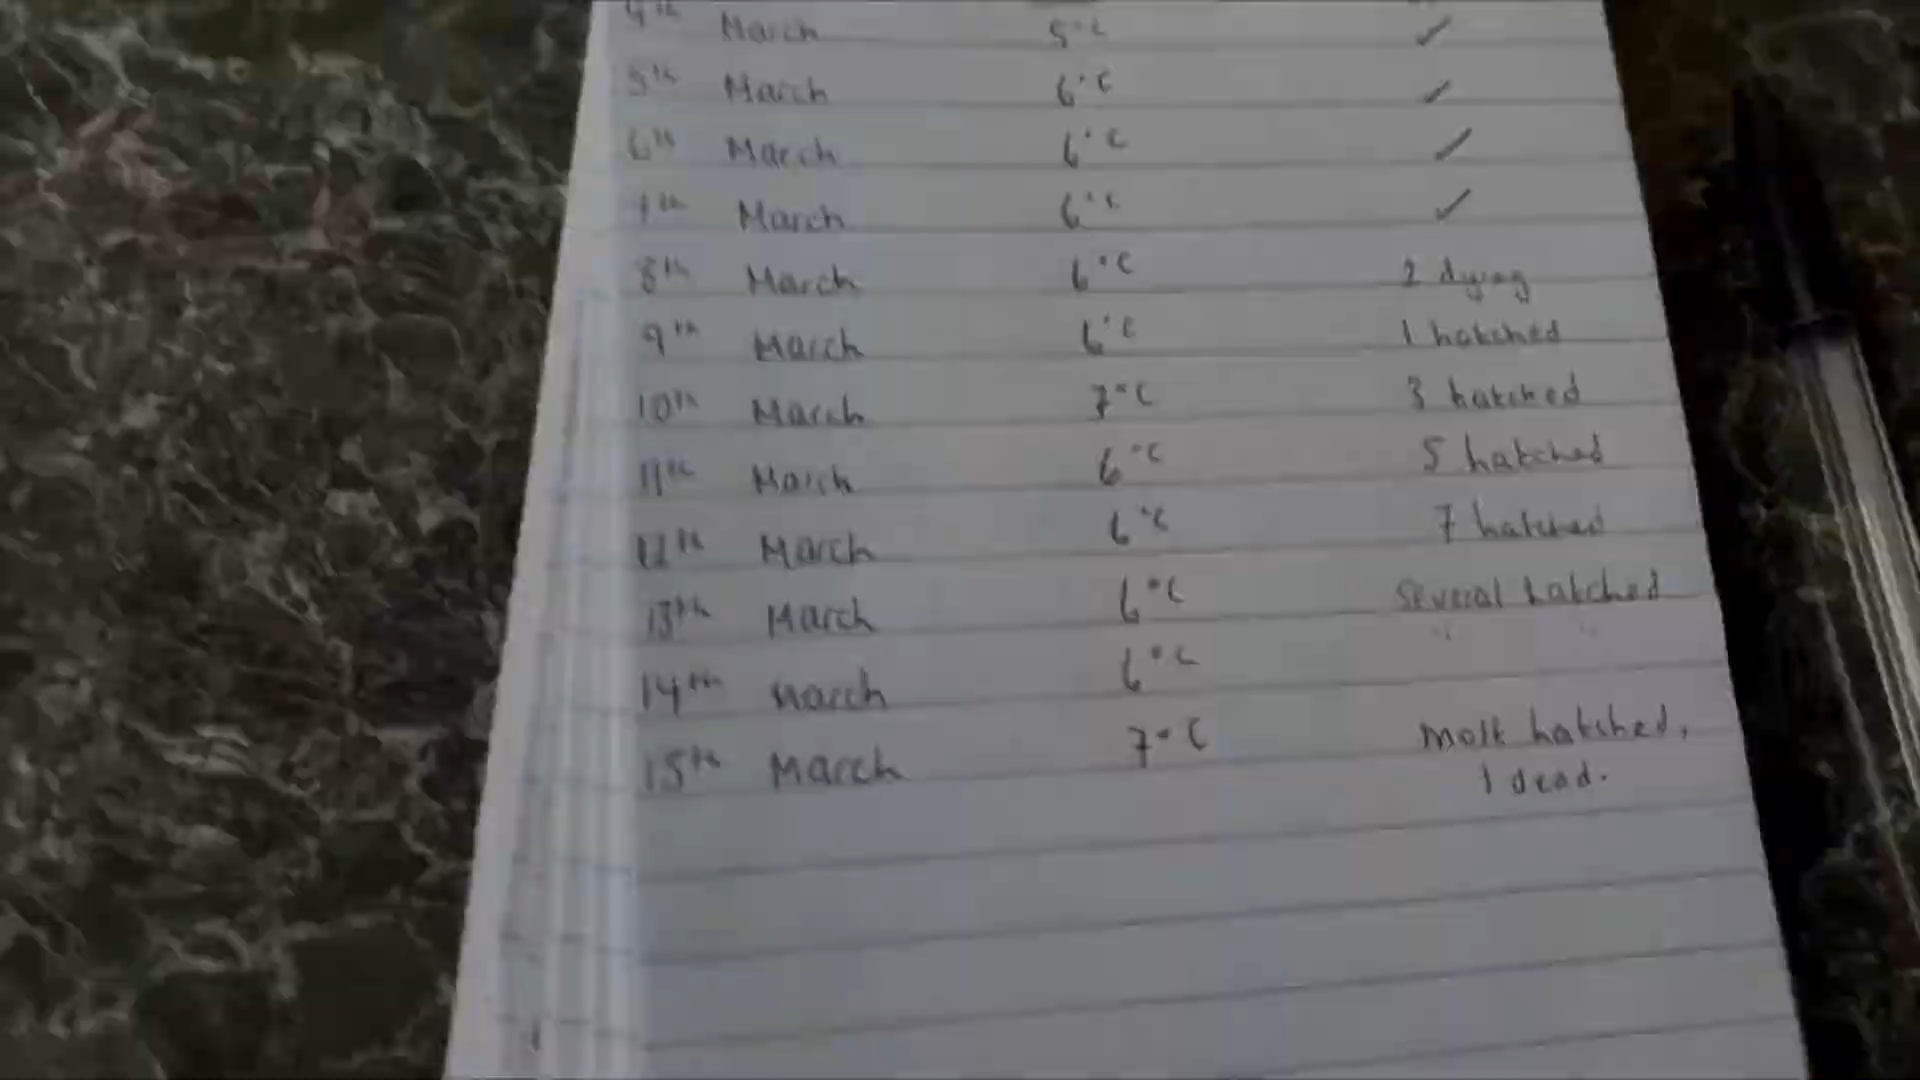 4th March 5°C ✓
5th March 6°C ✓
6th March 6°C ✓
7th March 6°C ✓
8th March 6°C 2 dying
9th March 6°C 1 hatched
10th March 7°C 3 hatched
11th March 6°C 5 hatched
12th March 6°C 7 hatched
13th March 6°C several hatched
14th March 6°C " "
15th March 7°C Most hatched,
1 dead.